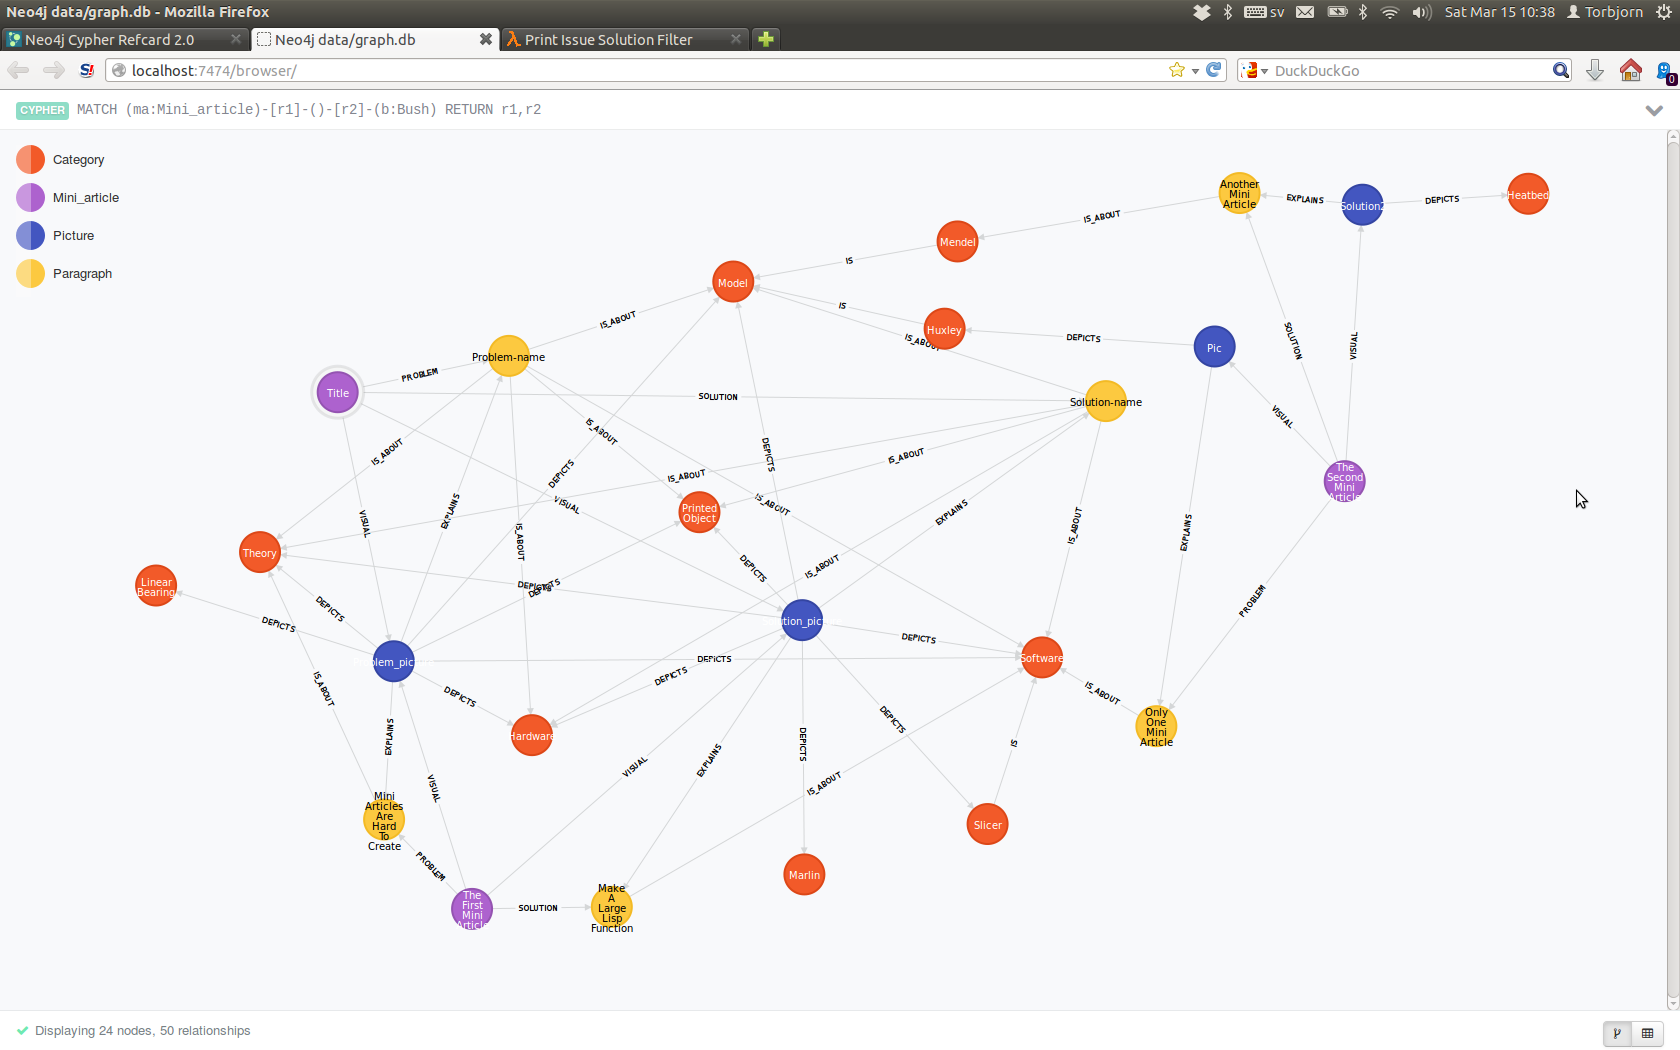 Neo4j data/graph.db - Mozilla Firefox
sv
Sat Mar 15 10:38
Torbjorn
Neo4j Cypher Refcard 2.0
Neo4j data/graph.db
Print Issue Solution Filter
localhost:7474/browser/
DuckDuckGo
0
CYPHER
MATCH (ma:Mini_article)-[r1]-()-[r2]-(b:Bush) RETURN r1,r2
Category
Mini_article
Picture
Paragraph
Another
Mini
Article
EXPLAINS
Solution2
DEPICTS
Heatbed
IS_ABOUT
Mendel
IS
Model
IS
IS_ABOUT
Huxley
DEPICTS
Pic
SOLUTION
VISUAL
IS_ABOUT
Problem-name
PROBLEM
Title
SOLUTION
Solution-name
VISUAL
IS_ABOUT
IS_ABOUT
DEPICTS
DEPICTS
IS_ABOUT
IS_ABOUT
The
Second
Mini
Article
VISUAL
EXPLAINS
VISUAL
IS_ABOUT
Printed
Object
IS_ABOUT
EXPLAINS
IS_ABOUT
EXPLAINS
Theory
IS_ABOUT
DEPICTS
IS_ABOUT
Linear
Bearing
DEPICTS
DEPICTS
DEPICTS
DEPICTS
PROBLEM
DEPICTS
Software
DEPICTS
DEPICTS
IS_ABOUT
DEPICTS
IS_ABOUT
DEPICTS
Only
One
Mini
Article
Hardware
EXPLAINS
DEPICTS
IS
EXPLAINS
VISUAL
VISUAL
IS_ABOUT
Mini
Articles
Are
Hard
To
Create
Slicer
PROBLEM
Marlin
The
First
Mini
Article
SOLUTION
Make
A
Large
Lisp
Function
Displaying 24 nodes, 50 relationships